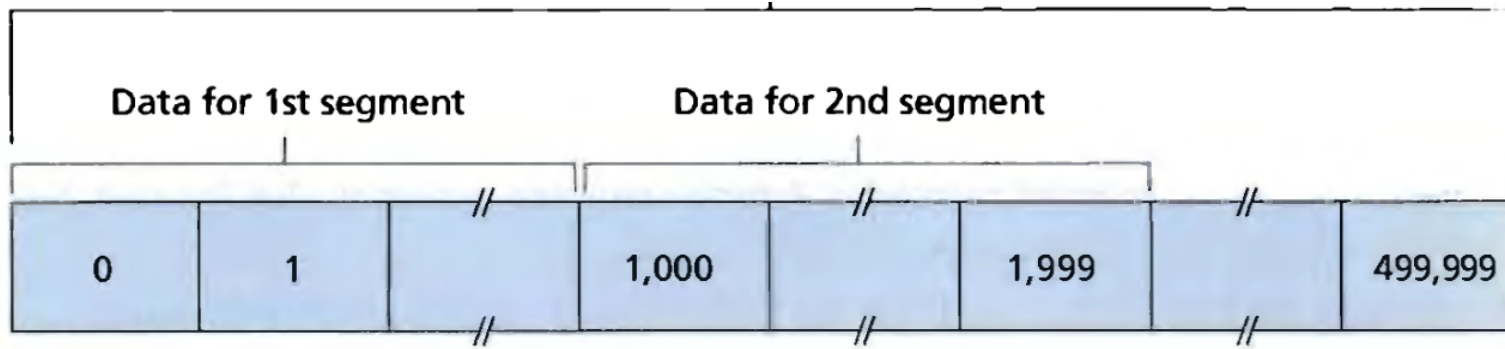 Data for 1st segment Data for 2nd segment
0 1 1,000 1,999 499,999